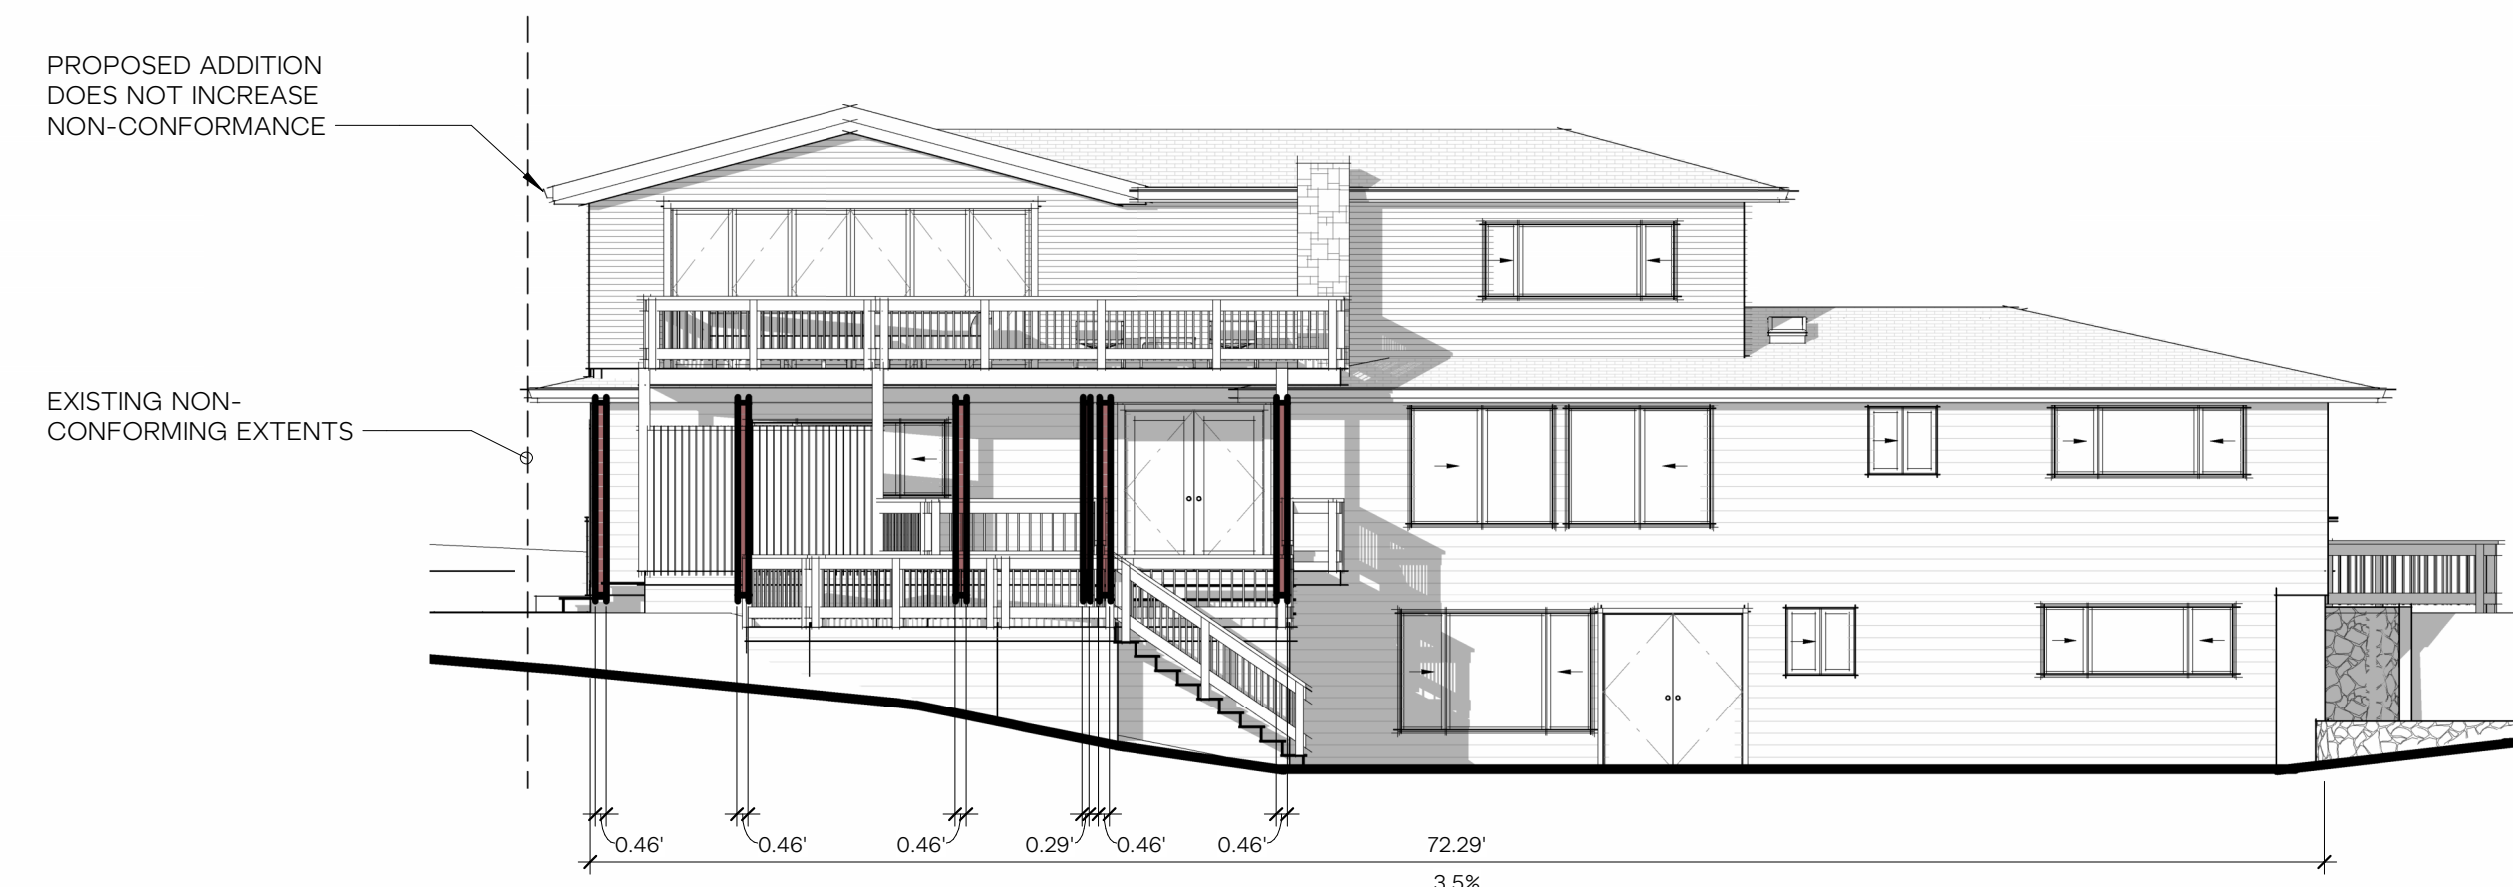 PROPOSED ADDITION
DOES NOT INCREASE
NON-CONFORMANCE
EXISTING NON-
CONFORMING EXTENTS
0.46' 0.46' 0.46' 0.29' 0.46' 0.46' 72.29'
3.5%